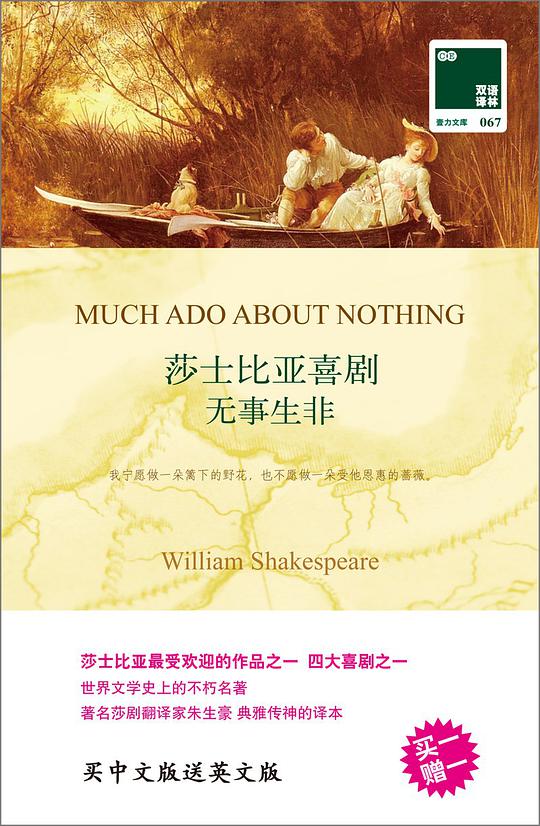 C·E
双语
译林
壹力文库 067
MUCH ADO ABOUT NOTHING
莎士比亚喜剧
无事生非
我宁愿做一朵篱下的野花，也不愿做一朵受他恩惠的蔷薇。
William Shakespeare
莎士比亚最受欢迎的作品之一 四大喜剧之一
世界文学史上的不朽名著
著名莎剧翻译家朱生豪 典雅传神的译本
买中文版送英文版
买一
赠一